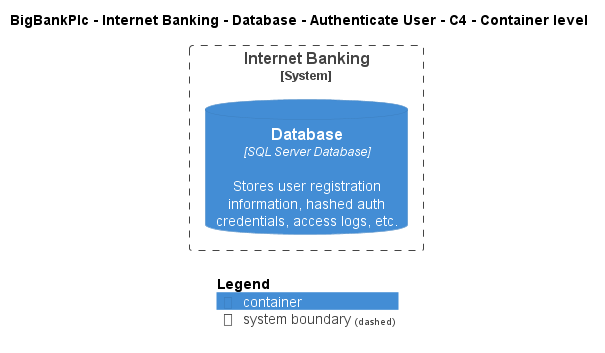 BigBankPlc - Internet Banking - Database - Authenticate User - C4 - Container level
Internet Banking
[System]
Database
[SQL Server Database]
Stores user registration
information, hashed auth
credentials, access logs, etc.
Legend
container
system boundary (dashed)